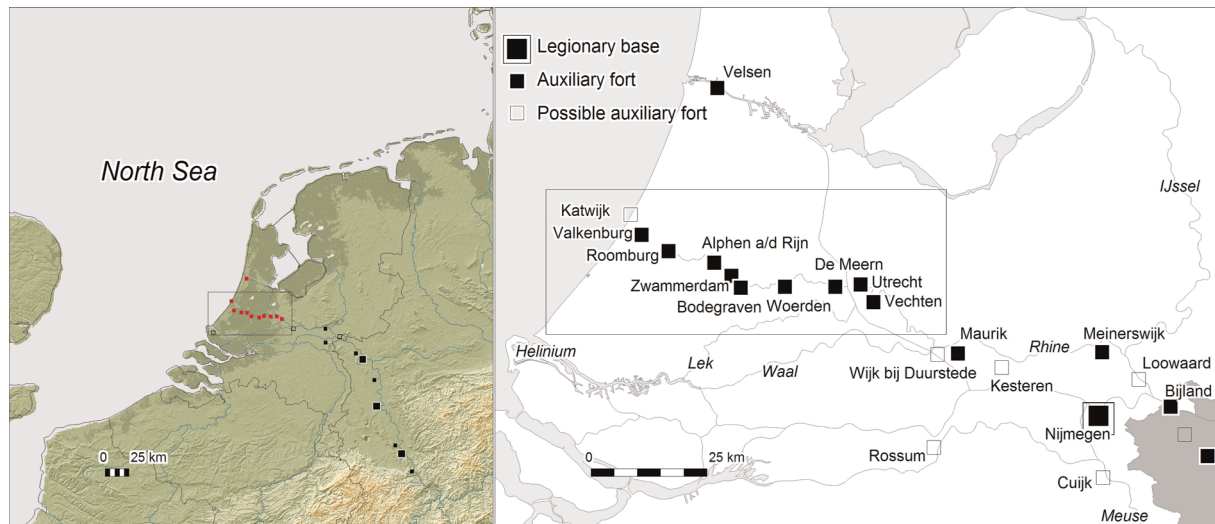 North Sea
0 25 km
Legionary base
Auxiliary fort
Possible auxiliary fort
Velsen
IJssel
Katwijk
Valkenburg
Roomburg
Alphen a/d Rijn
Zwammerdam
Bodegraven
Woerden
De Meern
Utrecht
Vechten
Helinium
Lek
Waal
Maurik
Rhine
Meinerswijk
Wijk bij Duurstede
Kesteren
Loowaard
Bijland
Nijmegen
Rossum
0 25 km
Cuijk
Meuse